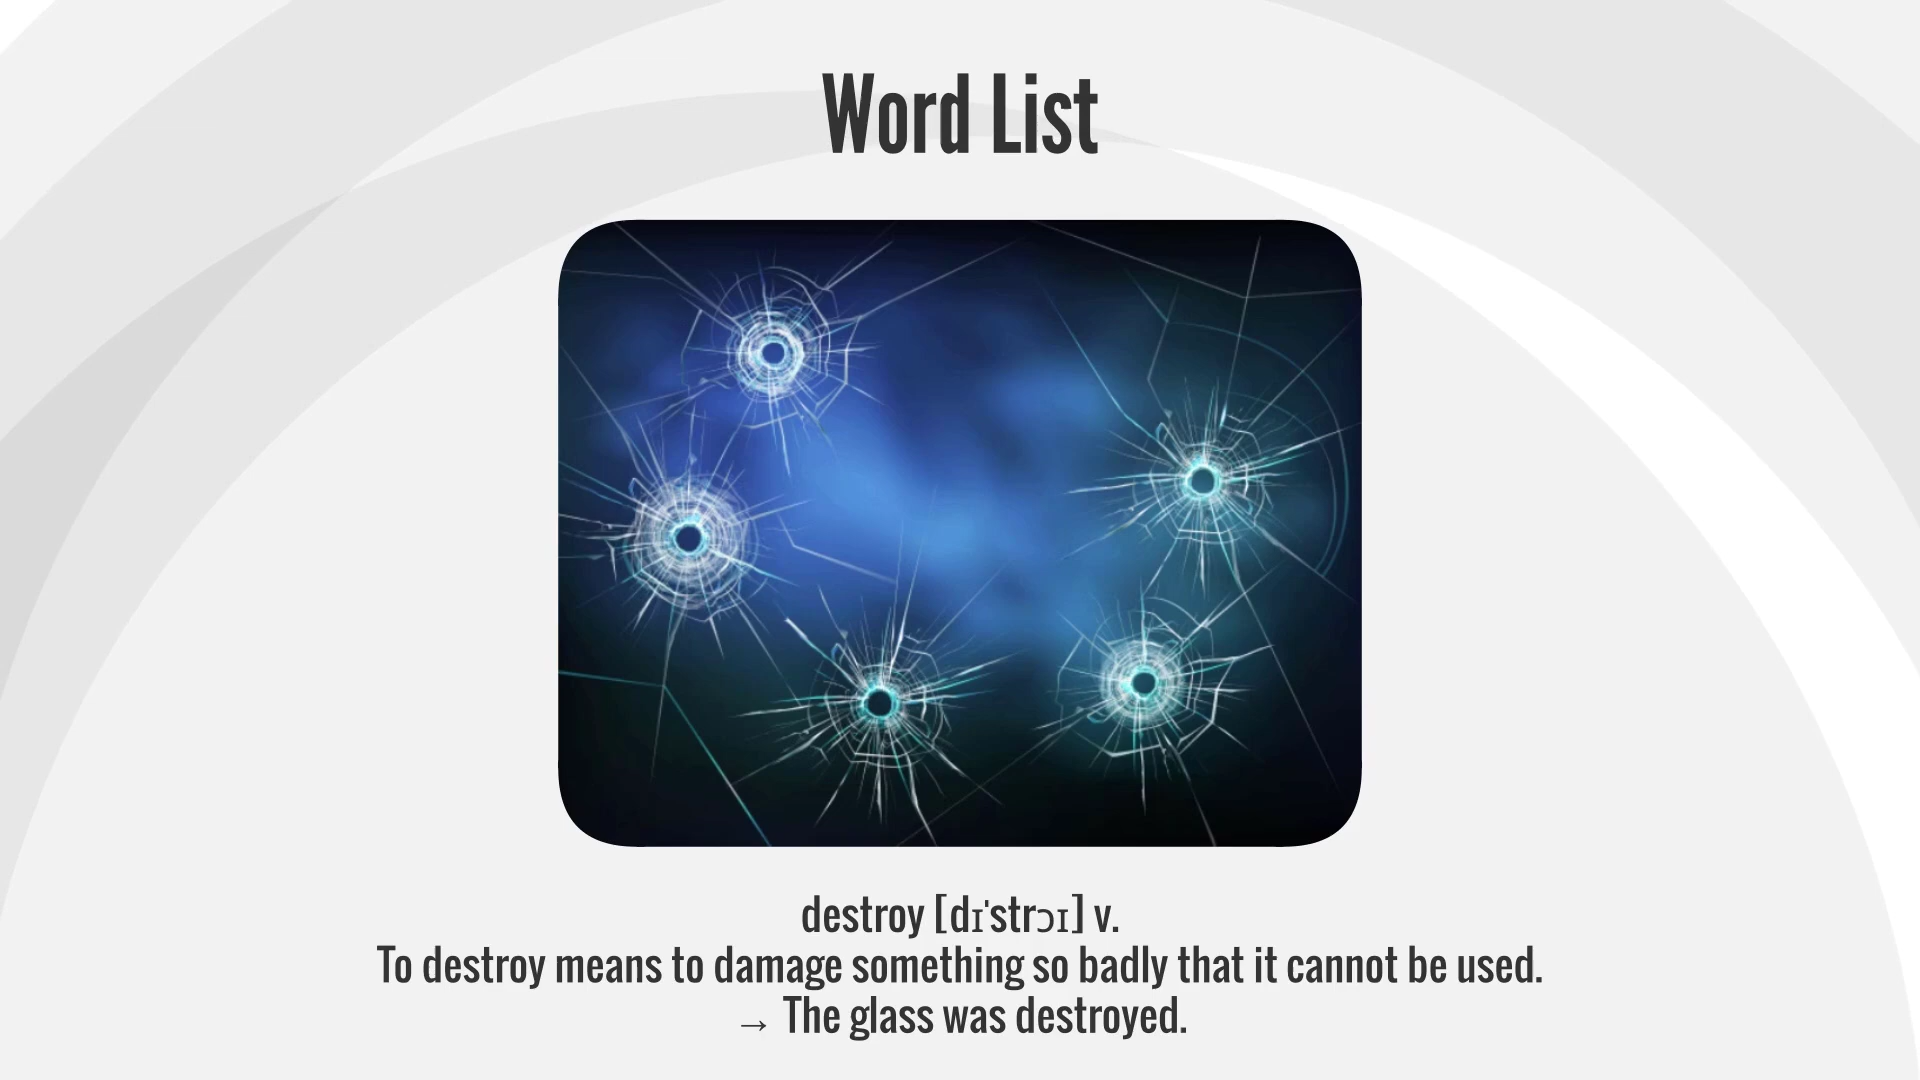 Word List
destroy [dɪˈstrɔɪ] v.
To destroy means to damage something so badly that it cannot be used.
→ The glass was destroyed.